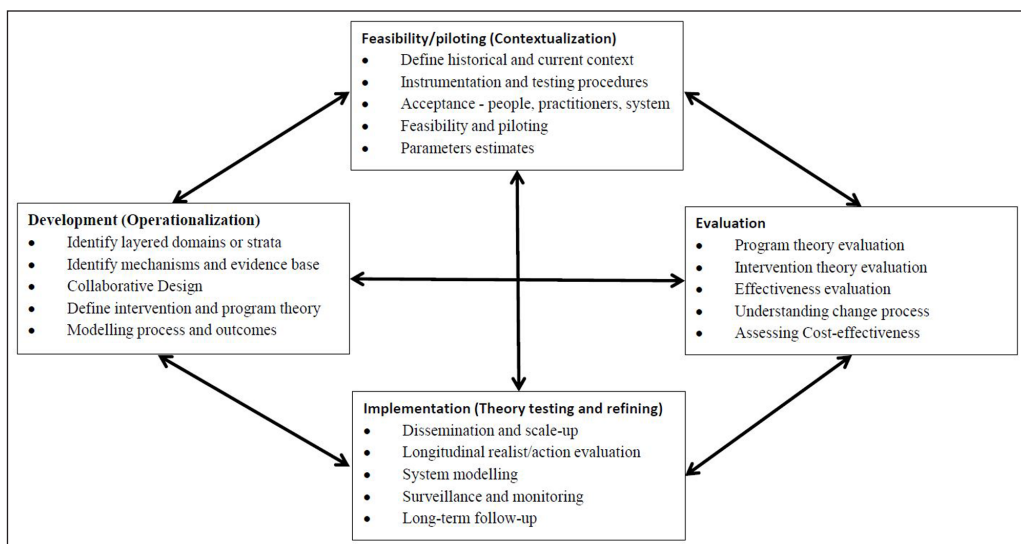 Feasibility/piloting (Contextualization)
• Define historical and current context
• Instrumentation and testing procedures
• Acceptance - people, practitioners, system
• Feasibility and piloting
• Parameters estimates
Development (Operationalization)
• Identify layered domains or strata
• Identify mechanisms and evidence base
• Collaborative Design
• Define intervention and program theory
• Modelling process and outcomes
Evaluation
• Program theory evaluation
• Intervention theory evaluation
• Effectiveness evaluation
• Understanding change process
• Assessing Cost-effectiveness
Implementation (Theory testing and refining)
• Dissemination and scale-up
• Longitudinal realist/action evaluation
• System modelling
• Surveillance and monitoring
• Long-term follow-up